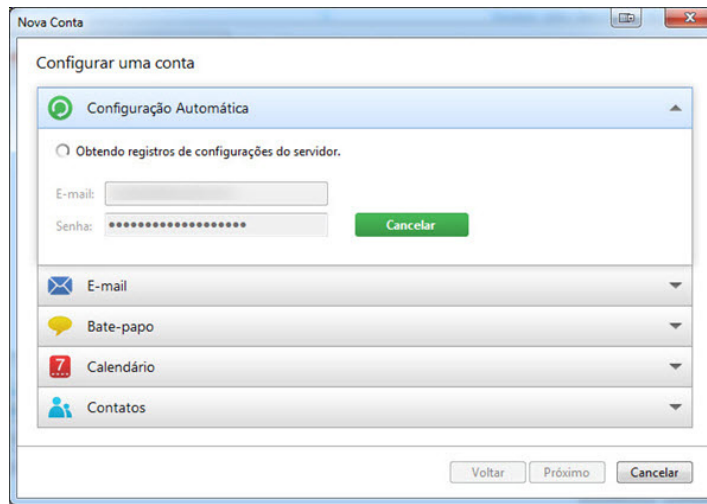 Nova Conta
Configurar uma conta
Configuração Automática
Obtendo registros de configurações do servidor.
E-mail:
Senha: •••••••••••••••••••
Cancelar
E-mail
Bate-papo
7
Calendário
Contatos
Voltar Próximo Cancelar